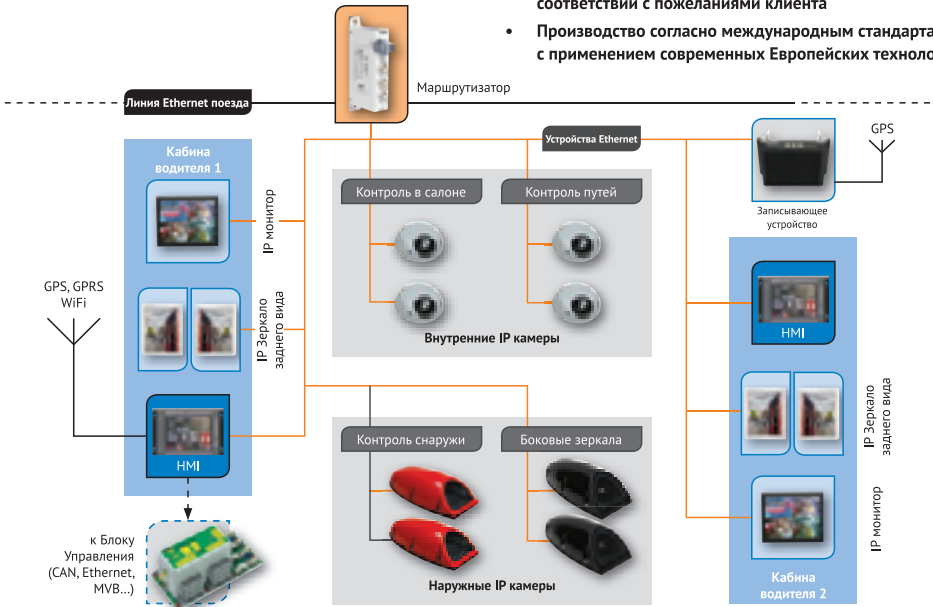 соответствии с пожеланиями клиента
• Производство согласно международным стандарта
с применением современных Европейских техноло
Маршрутизатор
Линия Ethernet поезда
Устройства Ethernet
GPS
Кабина
водителя 1
Контроль в салоне
Контроль путей
IP монитор
Записывающее
устройство
GPS, GPRS
WiFi
IP Зеркало
заднего вида
Внутренние IP камеры
HMI
HMI
Контроль снаружи
Боковые зеркала
IP Зеркало
заднего вида
к Блоку
Управления
(CAN, Ethernet,
MVB...)
IP монитор
Наружные IP камеры
Кабина
водителя 2